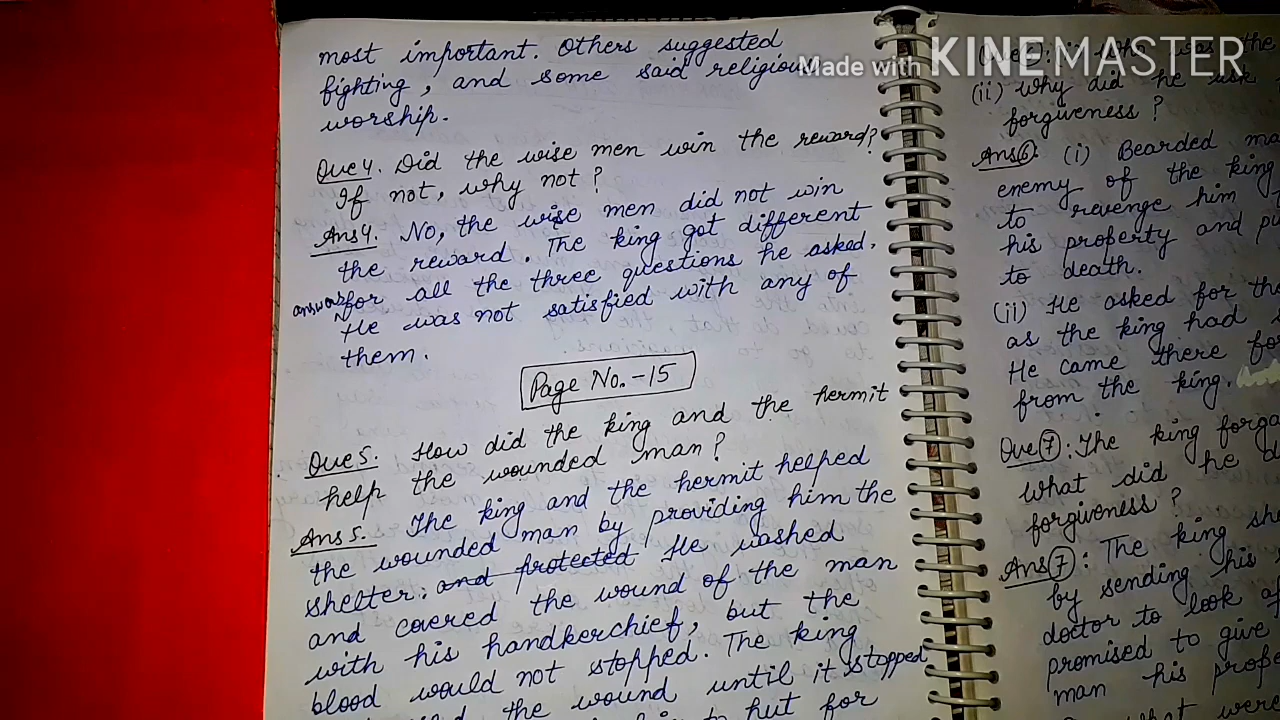 most important. Others suggested
fighting, and some said religious
worship.
Que 4. Did the wise men win the reward?
If not, why not?
Ans 4. No, the wise men did not win
the reward. The king got different
answas for all the three questions he asked.
He was not satisfied with any of
them.
Page No.-15
Que 5. How did the king and the hermit
help the wounded man?
Ans 5. The king and the hermit helped
the wounded man by providing him the
shelter. and protected He washed
and covered the wound of the man
with his handkerchief, but the
blood would not stopped. The king
the wound until it stopped
hut for
Made with KINEMASTER
the
(ii) Why did he ask
forgiveness?
Ans 6: (i) Bearded
enemy of the king
to revenge him
his property and
to death.
(ii) He asked for
as the king had
He came there
from the king.
Que 7: The king
what did he
forgiveness?
Ans 7: The king
by sending his
doctor to look
promised to give
man his
what were